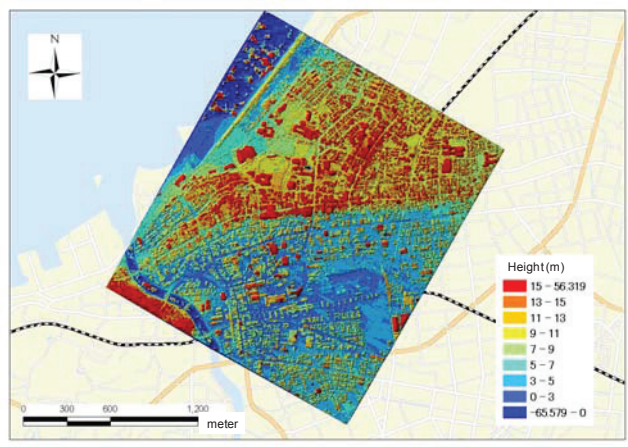 N
Height (m)
15 – 56.319
13 – 15
11 – 13
9 – 11
7 – 9
5 – 7
3 – 5
0 – 3
-65.579 – 0
0 300 600 1,200
meter